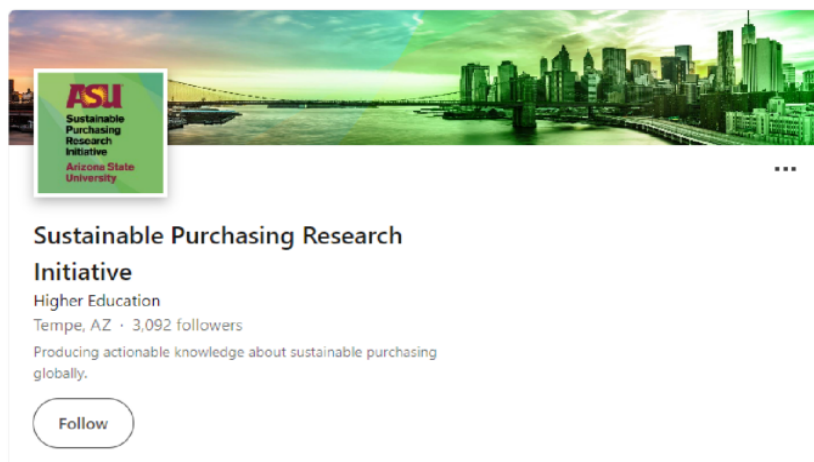 ASU
Sustainable
Purchasing
Research
Initiative
Arizona State
University
Sustainable Purchasing Research
Initiative
Higher Education
Tempe, AZ · 3,092 followers
Producing actionable knowledge about sustainable purchasing
globally.
Follow